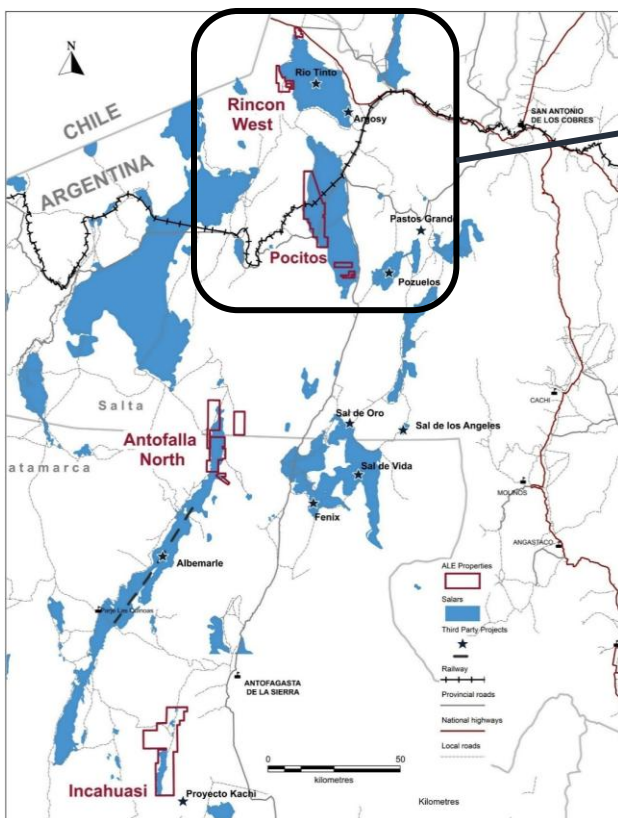 N
CHILE
ARGENTINA
Rio Tinto
Rincon
West
Argosy
SAN ANTONIO
DE LOS COBRES
Pastos Grande
Pocitos
Pozuelos
Salta
CACHI
Antofalla
North
Sal de Oro
Sal de los Angeles
atamarca
Sal de Vida
MOLINOS
Fenix
ANGASTACO
Albemarle
ALE Properties
Salars
Third Party Projects
Railway
Provincial roads
National highways
Local roads
ANTOFAGASTA
DE LA SIERRA
0
50
kilometres
Incahuasi
Proyecto Kachi
Kilometres